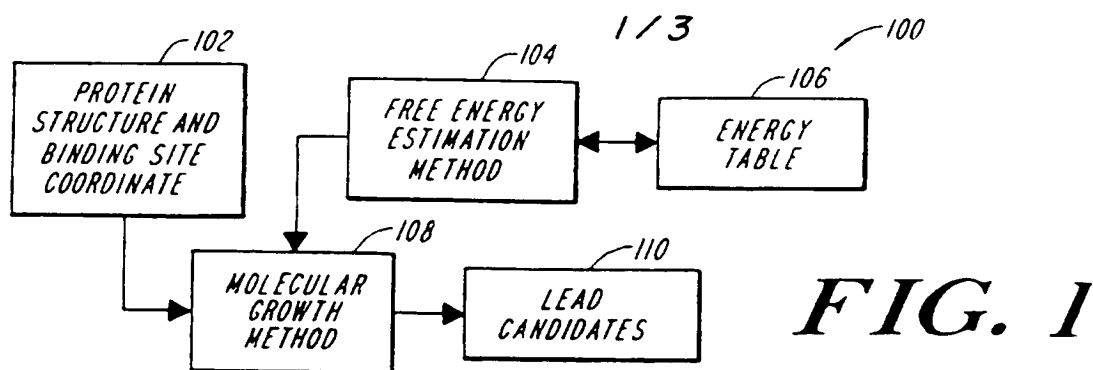 1/3
100
102
PROTEIN
STRUCTURE AND
BINDING SITE
COORDINATE
104
FREE ENERGY
ESTIMATION
METHOD
106
ENERGY
TABLE
108
MOLECULAR
GROWTH
METHOD
110
LEAD
CANDIDATES
FIG. 1